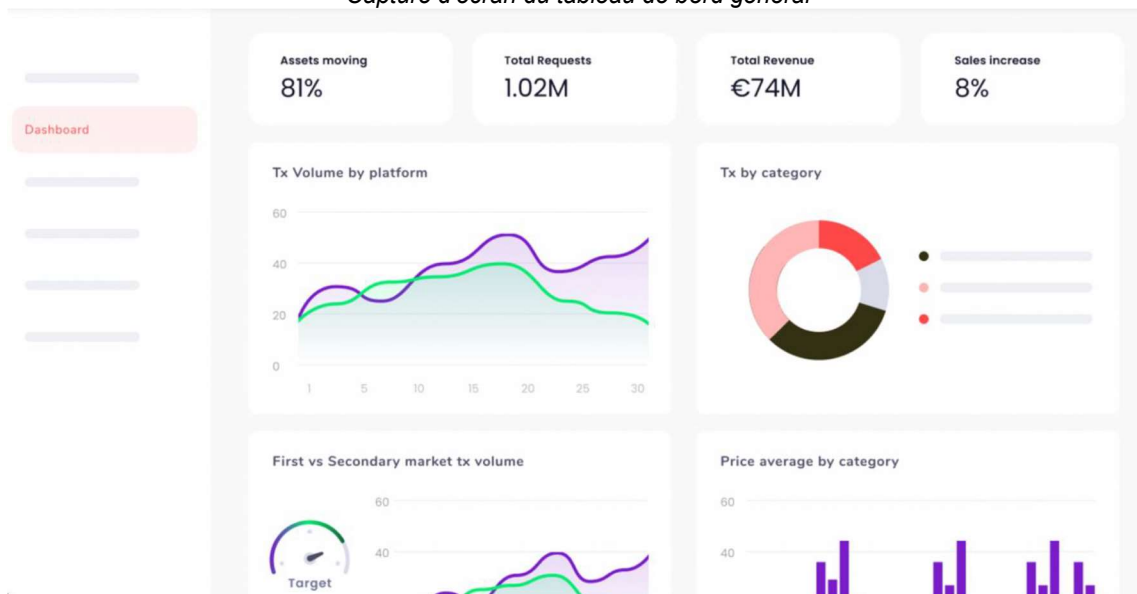 Capture d'écran du tableau de bord général
Assets moving
81%
Total Requests
1.02M
Total Revenue
€74M
Sales increase
8%
Dashboard
Tx Volume by platform
60
40
20
0
1 5 10 15 20 25 30
Tx by category
First vs Secondary market tx volume
60
40
Target
Price average by category
60
40